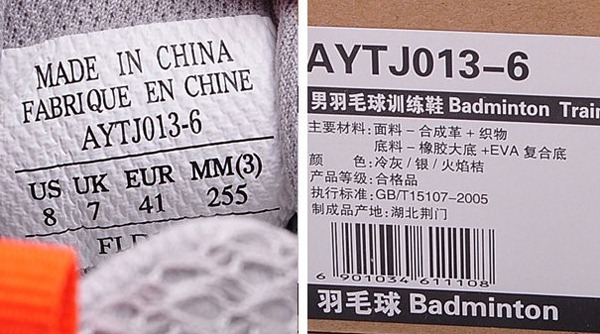 MADE IN CHINA
FABRIQUE EN CHINE
AYTJ013-6
US UK EUR MM(3)
8 7 41 255
AYTJ013-6
男羽毛球训练鞋 Badminton
主要材料: 面料-合成革+织物
底料-橡胶大底+EVA复合底
颜 色: 冷灰/银/火焰桔
产品等级: 合格品
执行标准: GB/T15107-2005
制成品产地: 湖北荆门
6 901034 611108
羽毛球 Badminton